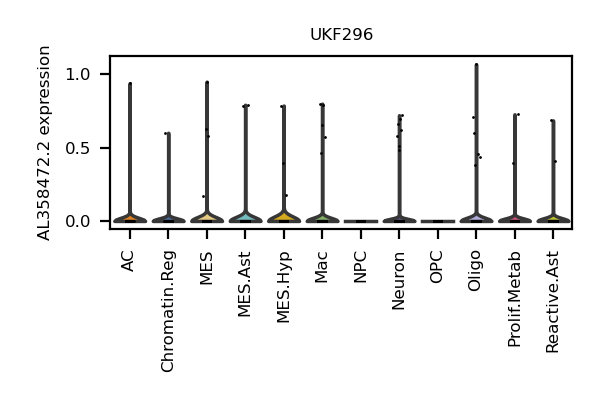 UKF296
AL358472.2 expression
1.0
0.5
0.0
AC
Chromatin.Reg
MES
MES.Ast
MES.Hyp
Mac
NPC
Neuron
OPC
Oligo
Prolif.Metab
Reactive.Ast